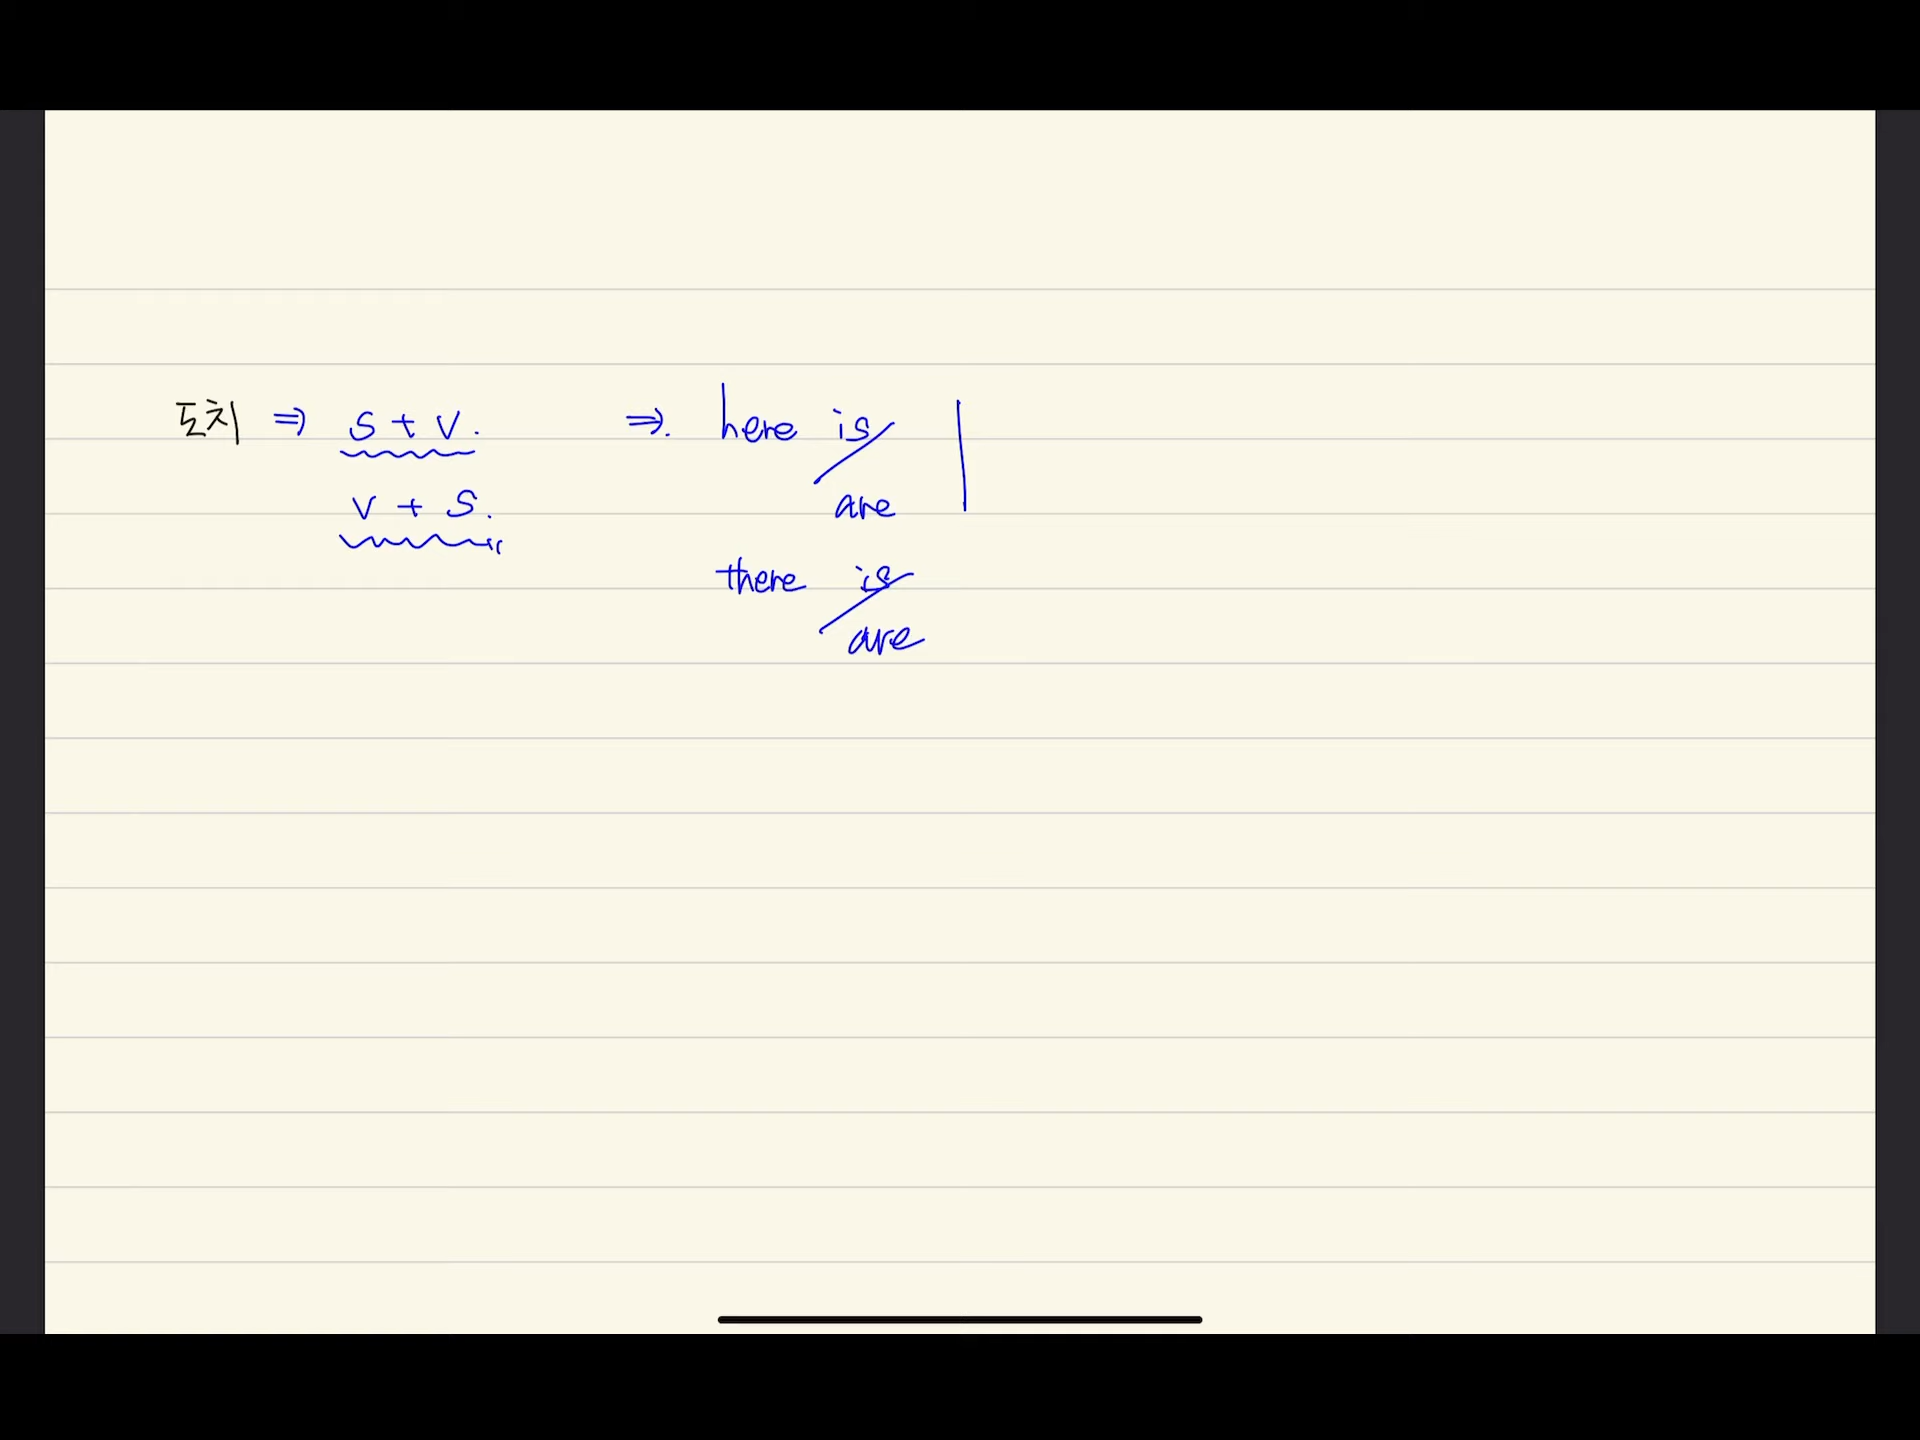 도치 ⇒ S + V. ⇒. here is/
V + S. are
there is/
are